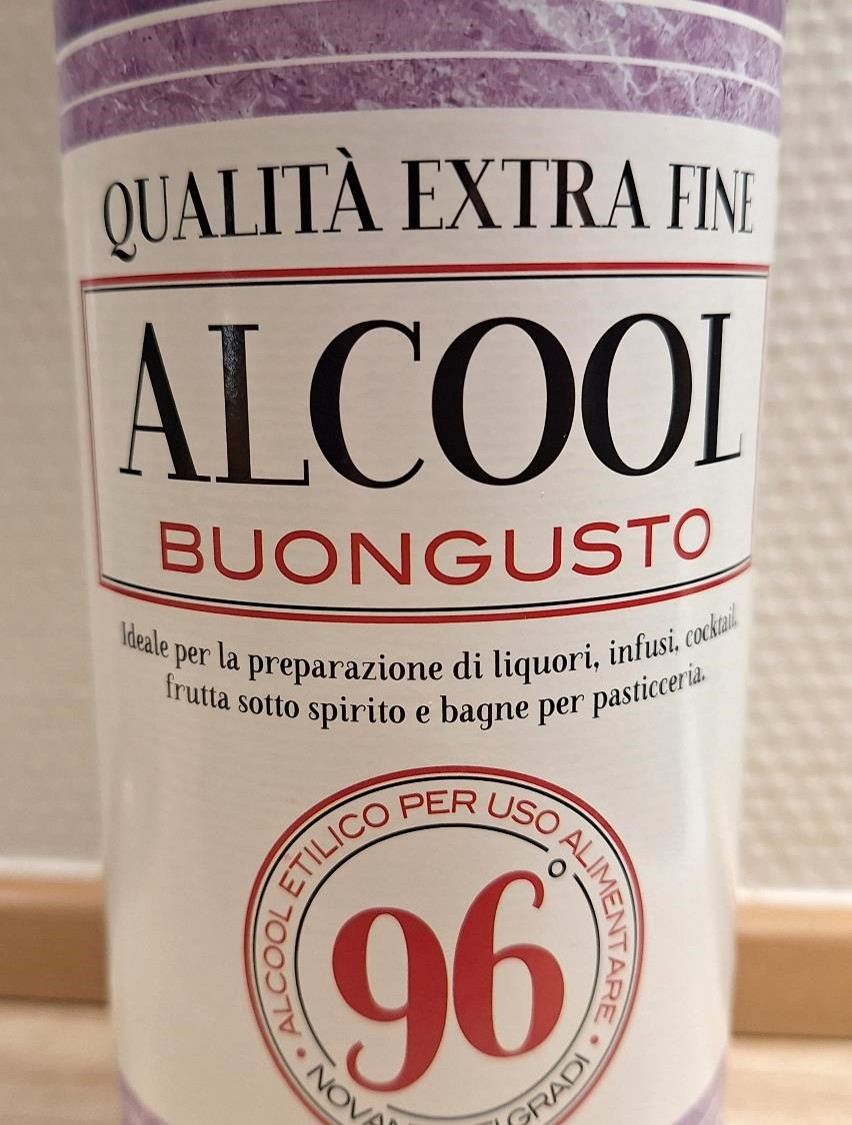 QUALITÀ EXTRA FINE
ALCOOL
BUONGUSTO
Ideale per la preparazione di liquori, infusi, cocktail,
frutta sotto spirito e bagne per pasticceria.
• ALCOOL ETILICO PER USO ALIMENTARE •
96°